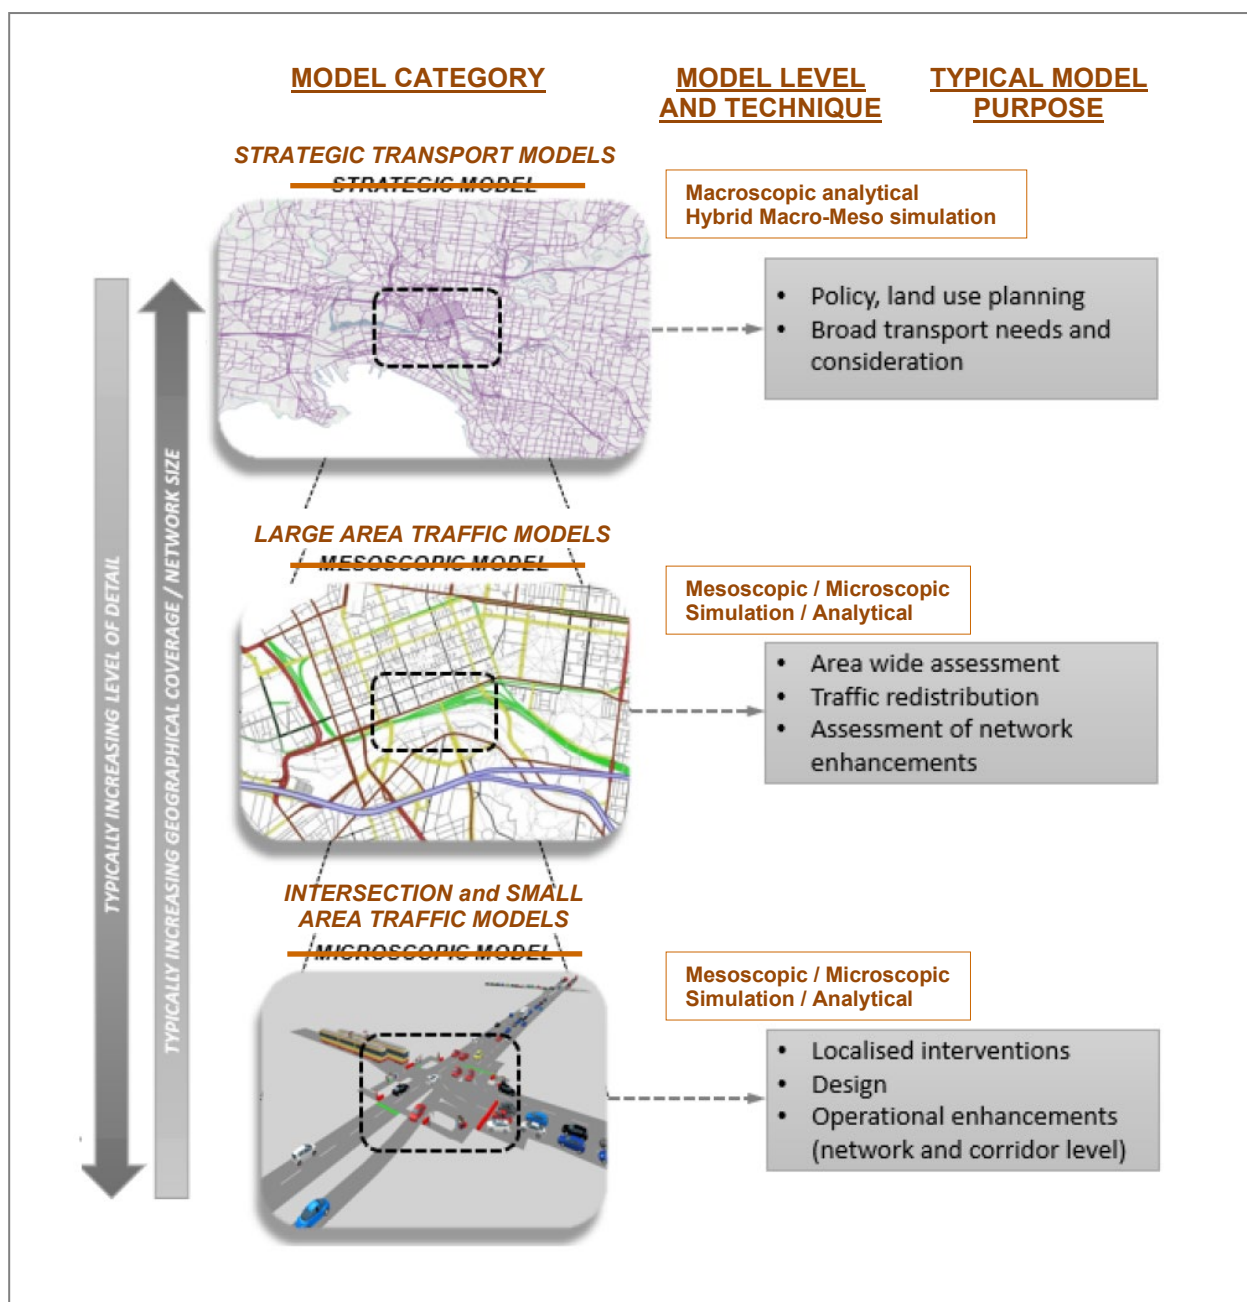 MODEL CATEGORY
MODEL LEVEL
AND TECHNIQUE
TYPICAL MODEL
PURPOSE
STRATEGIC TRANSPORT MODELS
STRATEGIC MODEL
Macroscopic analytical
Hybrid Macro-Meso simulation
• Policy, land use planning
• Broad transport needs and
consideration
TYPICALLY INCREASING LEVEL OF DETAIL
TYPICALLY INCREASING GEOGRAPHICAL COVERAGE / NETWORK SIZE
LARGE AREA TRAFFIC MODELS
MESOSCOPIC MODEL
Mesoscopic / Microscopic
Simulation / Analytical
• Area wide assessment
• Traffic redistribution
• Assessment of network
enhancements
INTERSECTION and SMALL
AREA TRAFFIC MODELS
MICROSCOPIC MODEL
Mesoscopic / Microscopic
Simulation / Analytical
• Localised interventions
• Design
• Operational enhancements
(network and corridor level)